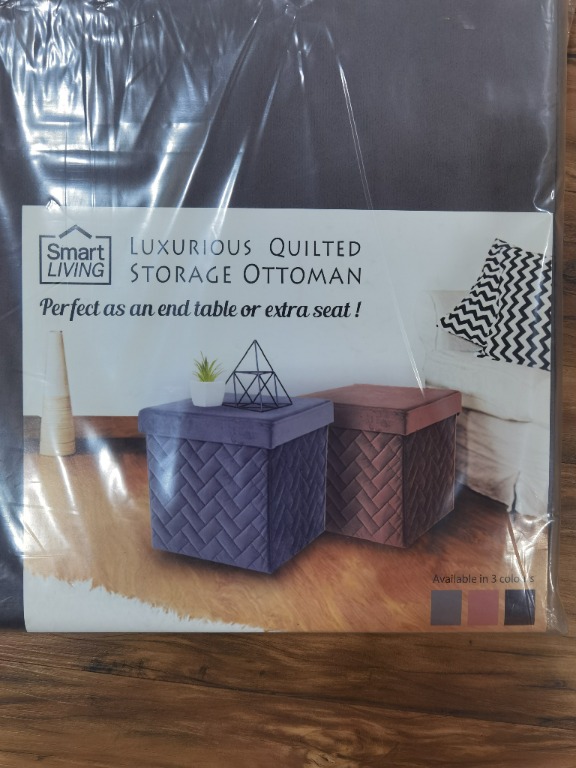 Smart
LIVING
LUXURIOUS QUILTED
STORAGE OTTOMAN
Perfect as an end table or extra seat !
Available in 3 colours